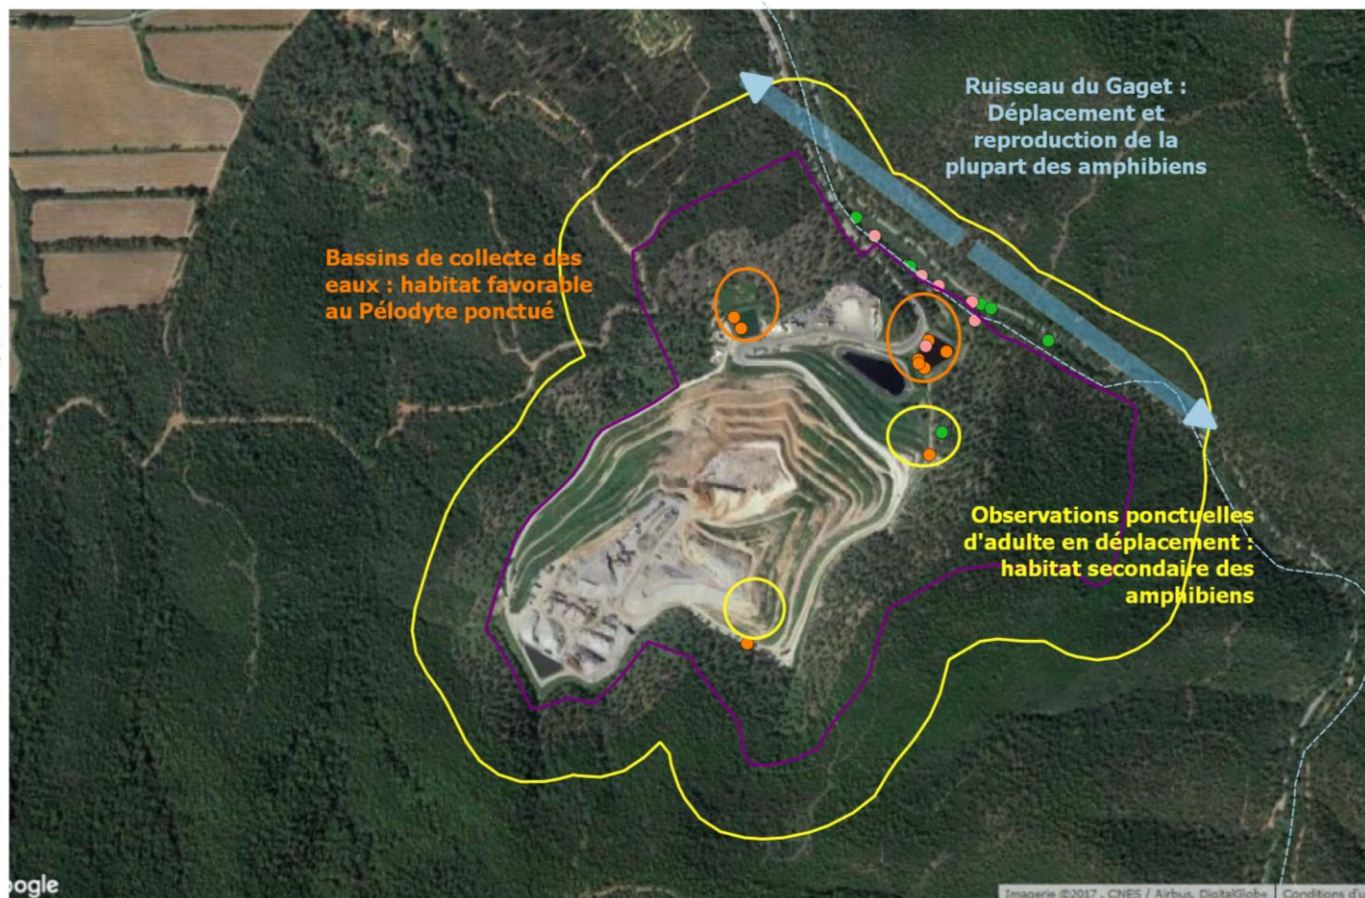 Ruisseau du Gaget :
Déplacement et
reproduction de la
plupart des amphibiens
Bassins de collecte des
eaux : habitat favorable
au Pélodyte ponctué
Observations ponctuelles
d'adulte en déplacement :
habitat secondaire des
amphibiens
oogle
Imagerie ©2017 , CNES / Airbus, DigitalGlobe
Conditions d'u